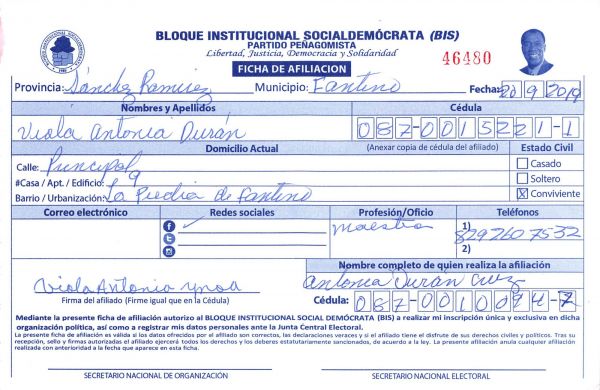 BLOQUE INSTITUCIONAL SOCIALDEMÓCRATA (BIS)
PARTIDO PEÑAGOMISTA
Libertad, Justicia, Democracia y Solidaridad
46480
FICHA DE AFILIACION
Provincia: Sánchez Ramirez Municipio: Fantino Fecha: 20 9 2019
Nombres y Apellidos Cédula
Viola Antonia Durán 087-0015221-1
Domicilio Actual (Anexar copia de cédula del afiliado) Estado Civil
Calle: Principal Casado
#Casa / Apt. / Edificio: 9 Soltero
Barrio / Urbanización: La Piedra de Fantino X Conviviente
Correo electrónico Redes sociales Profesión/Oficio Teléfonos
Maestra 1) 829 260 7532
2)
Nombre completo de quien realiza la afiliación
Viola Antonia Antonia Durán Cruz
Firma del afiliado (Firme igual que en la Cédula) Cédula: 087-0010094-7
Mediante la presente ficha de afiliación autorizo al BLOQUE INSTITUCIONAL SOCIAL DEMÓCRATA (BIS) a realizar mi inscripción única y exclusiva en dicha
organización política, así como a registrar mis datos personales ante la Junta Central Electoral.
La presente ficha de afiliación es válida si los datos ofrecidos por el afiliado son correctos, las declaraciones veraces y si el afiliado tiene el disfrute de sus derechos civiles y políticos. Tras su
recepción, sello y firmas autorizadas el afiliado ejercerá todos los derechos y los deberes estatutariamente sancionados, de acuerdo a la ley. La presente afiliación anula cualquier afiliación
realizada con anterioridad a la fecha que aparece en esta ficha.
SECRETARIO NACIONAL DE ORGANIZACIÓN SECRETARIO NACIONAL ELECTORAL